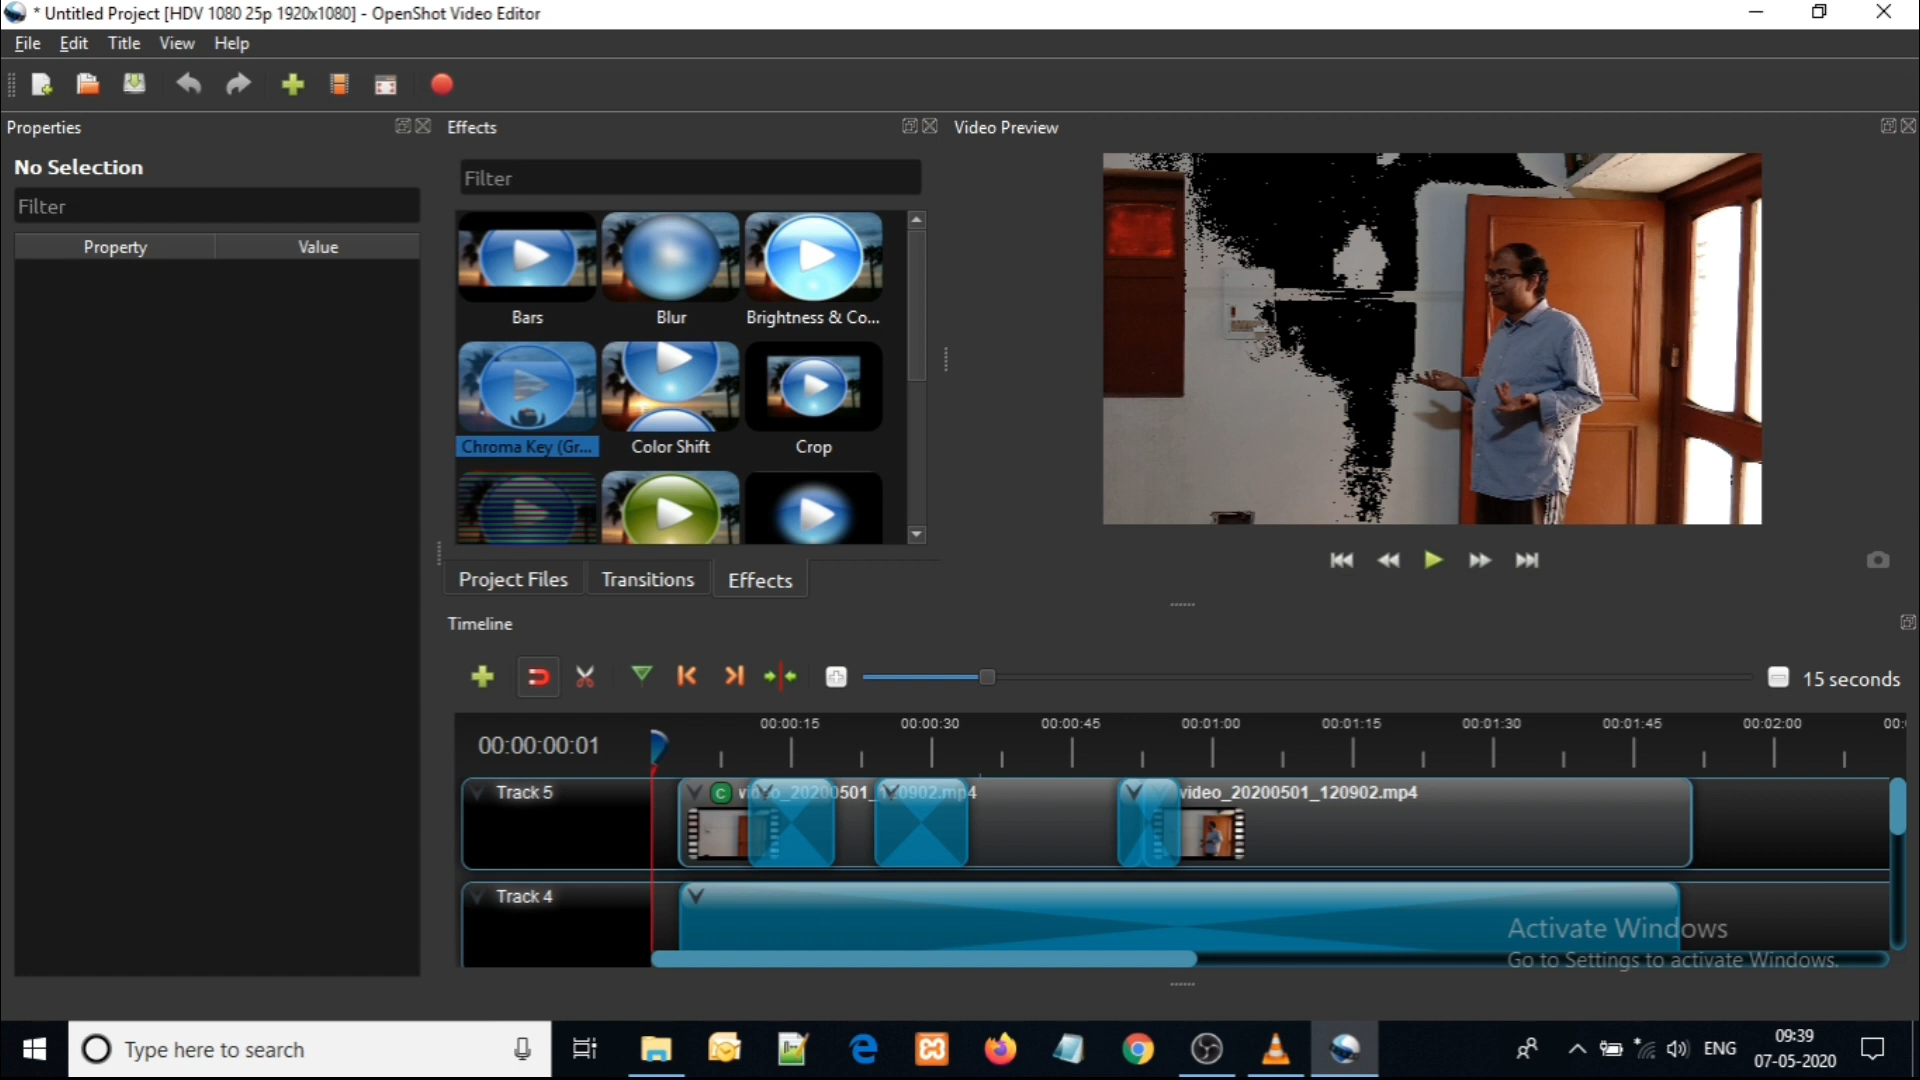 * Untitled Project [HDV 1080 25p 1920x1080] - OpenShot Video Editor
File Edit Title View Help
Properties
Effects
Video Preview
No Selection
Filter
Filter
Property Value
Bars Blur Brightness & Co...
Chroma Key (Gr... Color Shift Crop
Project Files Transitions Effects
Timeline
15 seconds
00:00:15 00:00:30 00:00:45 00:01:00 00:01:15 00:01:30 00:01:45 00:02:00 00:
00:00:00:01
Track 5
C video_20200501_120902.mp4
video_20200501_120902.mp4
Track 4
Activate Windows
Go to Settings to activate Windows.
Type here to search
ENG
09:39
07-05-2020